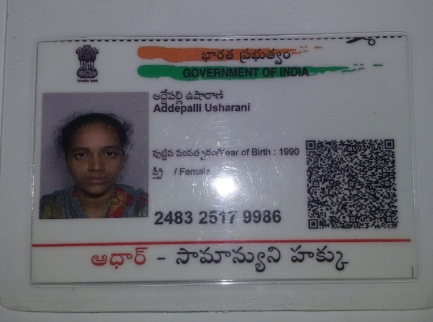 భారత ప్రభుత్వం
GOVERNMENT OF INDIA
అద్దేపల్లి ఉషారాణి
Addepalli Usharani
పుట్టిన సంవత్సరం/Year of Birth : 1990
స్త్రీ / Female
2483 2517 9986
ఆధార్ - సామాన్యుని హక్కు